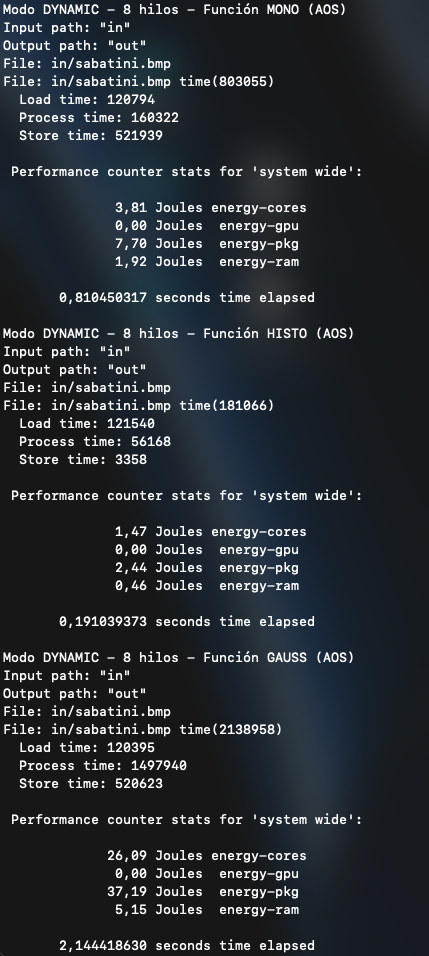 Modo DYNAMIC – 8 hilos – Función MONO (AOS)
Input path: "in"
Output path: "out"
File: in/sabatini.bmp
File: in/sabatini.bmp time(803055)
Load time: 120794
Process time: 160322
Store time: 521939
Performance counter stats for 'system wide':
3,81 Joules energy-cores
0,00 Joules energy-gpu
7,70 Joules energy-pkg
1,92 Joules energy-ram
0,810450317 seconds time elapsed
Modo DYNAMIC – 8 hilos – Función HISTO (AOS)
Input path: "in"
Output path: "out"
File: in/sabatini.bmp
File: in/sabatini.bmp time(181066)
Load time: 121540
Process time: 56168
Store time: 3358
Performance counter stats for 'system wide':
1,47 Joules energy-cores
0,00 Joules energy-gpu
2,44 Joules energy-pkg
0,46 Joules energy-ram
0,191039373 seconds time elapsed
Modo DYNAMIC – 8 hilos – Función GAUSS (AOS)
Input path: "in"
Output path: "out"
File: in/sabatini.bmp
File: in/sabatini.bmp time(2138958)
Load time: 120395
Process time: 1497940
Store time: 520623
Performance counter stats for 'system wide':
26,09 Joules energy-cores
0,00 Joules energy-gpu
37,19 Joules energy-pkg
5,15 Joules energy-ram
2,144418630 seconds time elapsed